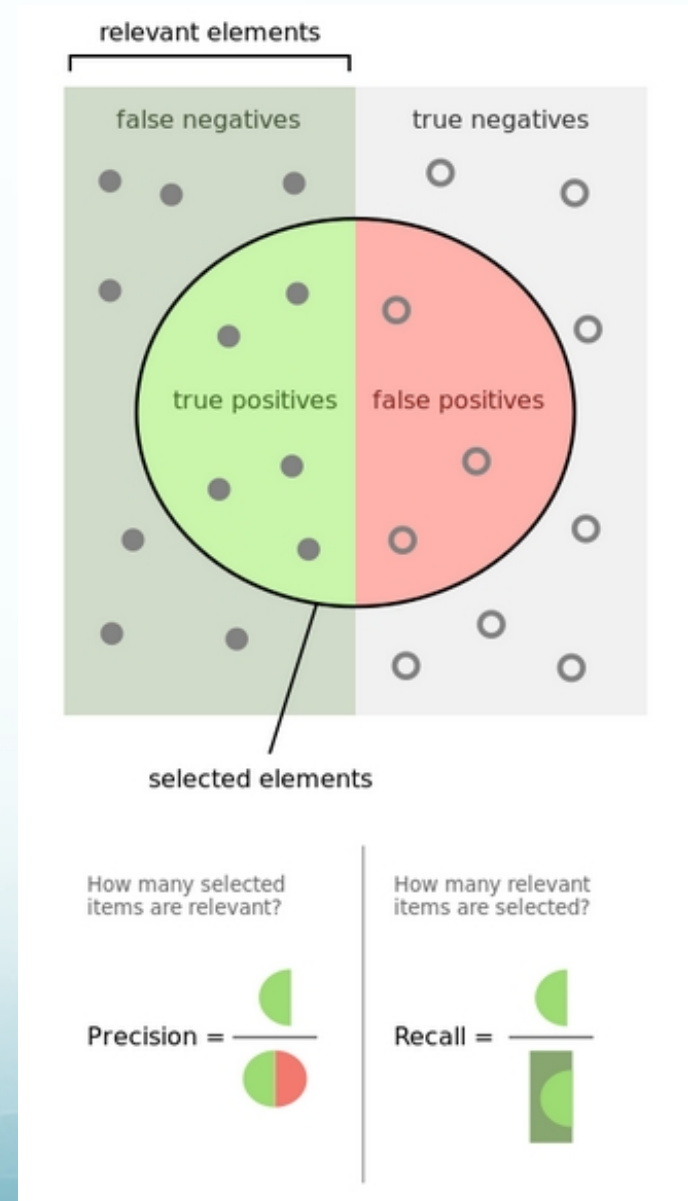 relevant elements
false negatives
true negatives
true positives
false positives
selected elements
How many selected
items are relevant?
Precision =
How many relevant
items are selected?
Recall =